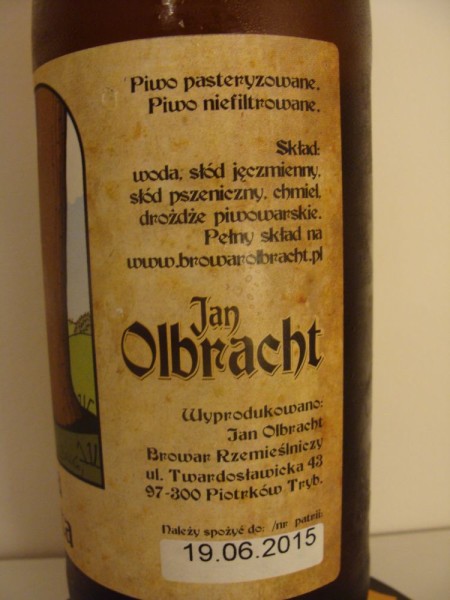 Piwo pasteryzowane.
Piwo niefiltrowane.
Skład:
woda, słód jęczmienny,
słód pszeniczny, chmiel,
drożdże piwowarskie.
Pełny skład na
www.browarolbracht.pl
Jan
Olbracht
Wyprodukowano:
Jan Olbracht
Browar Rzemieślniczy
ul. Twardosławicka 43
97-300 Piotrków Tryb.
Należy spożyć do: /nr partii:
19.06.2015